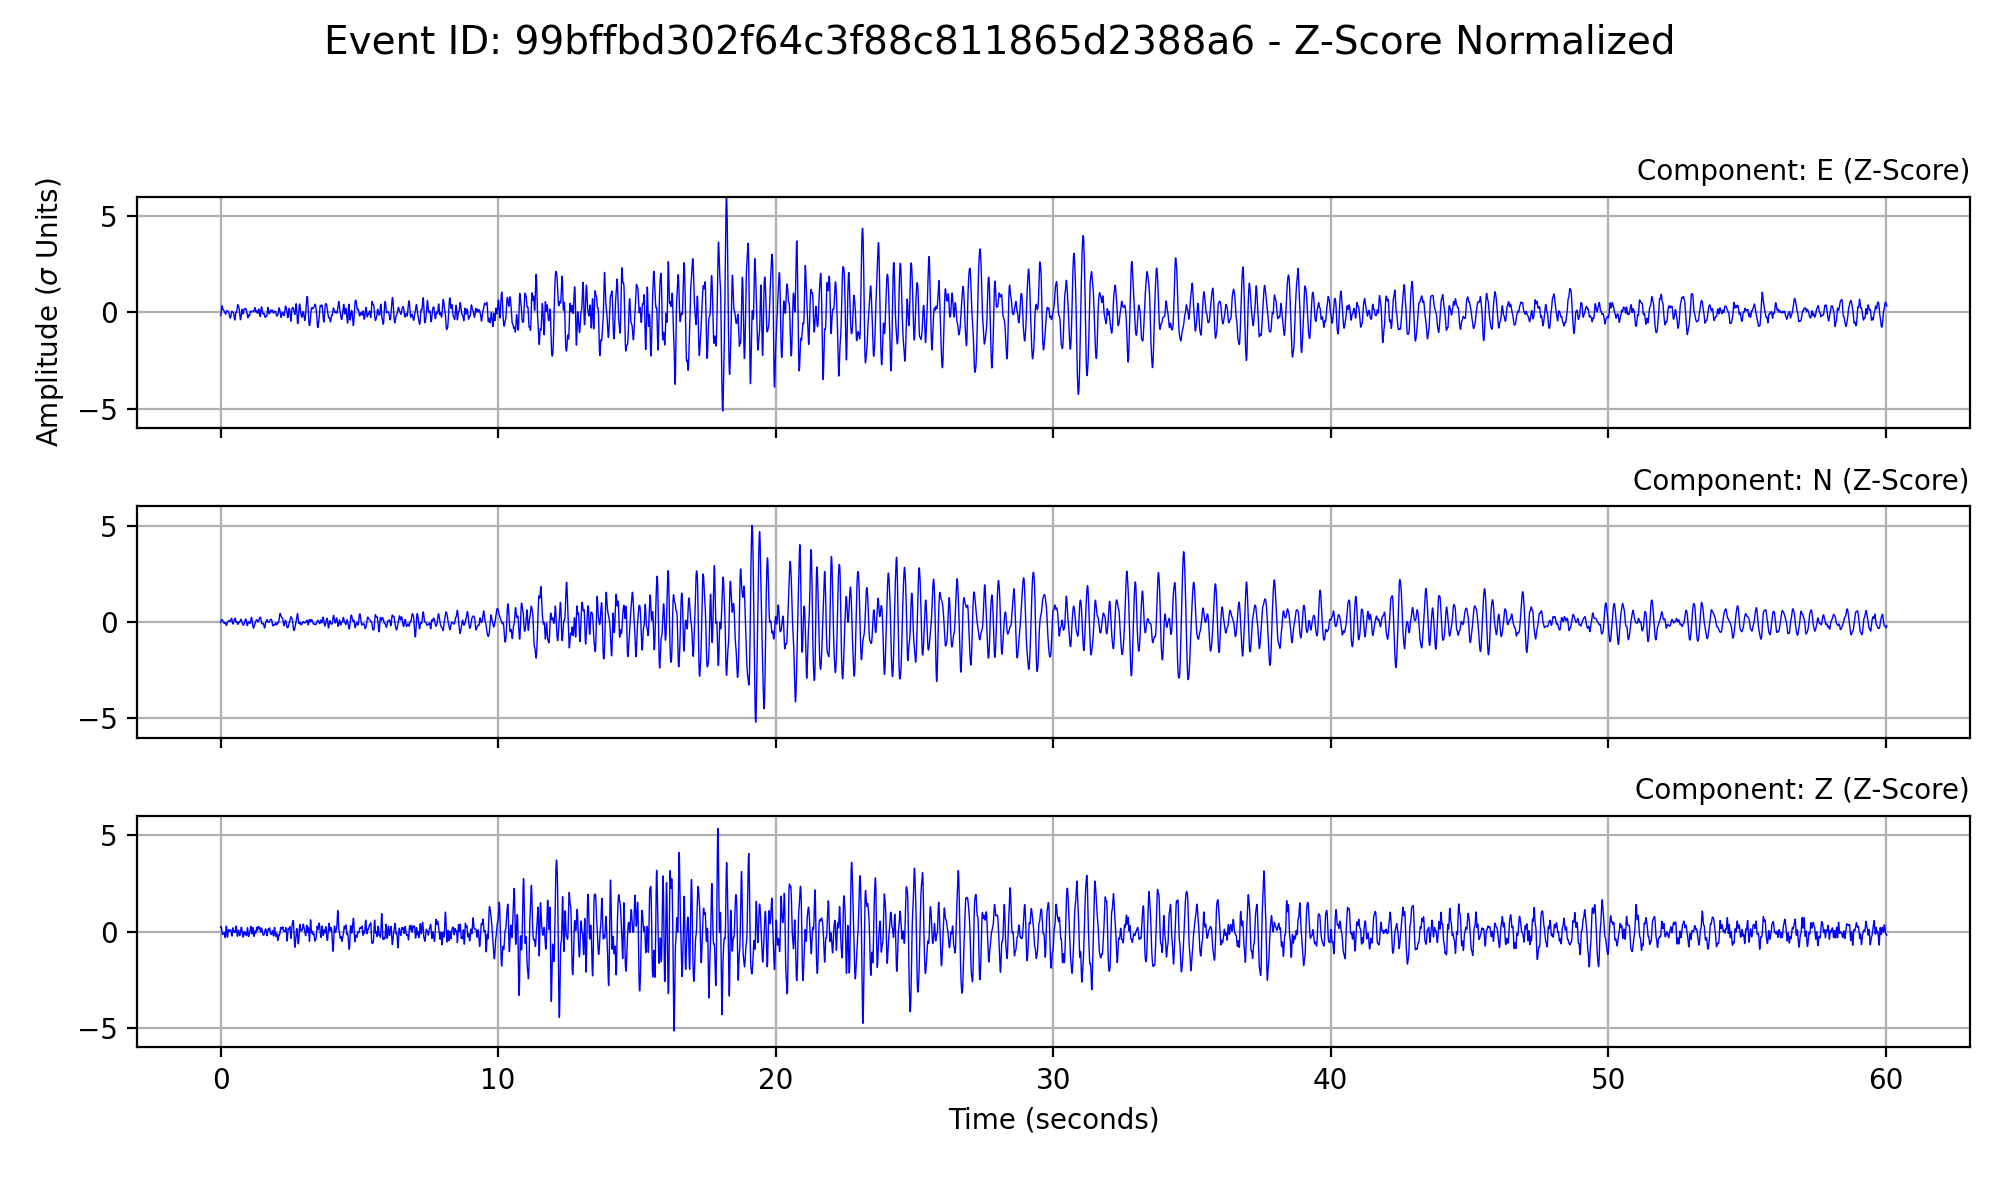 Event ID: 99bffbd302f64c3f88c811865d2388a6 - Z-Score Normalized
Component: E (Z-Score)
Amplitude (σ Units)
5
0
−5
Component: N (Z-Score)
5
0
−5
Component: Z (Z-Score)
5
0
−5
0 10 20 30 40 50 60
Time (seconds)